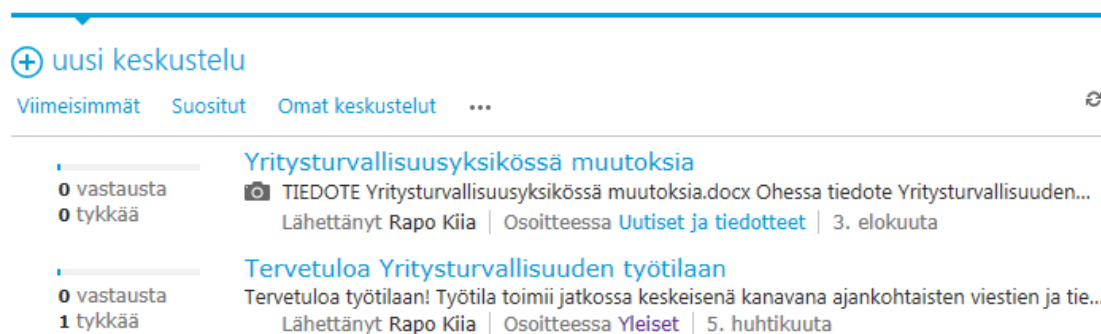 uusi keskustelu
Viimeisimmät Suositut Omat keskustelut ...
Yritysturvallisuusyksikössä muutoksia
0 vastausta TIEDOTE Yritysturvallisuusyksikössä muutoksia.docx Ohessa tiedote Yritysturvallisuuden...
0 tykkää Lähettänyt Rapo Kiia | Osoitteessa Uutiset ja tiedotteet | 3. elokuuta
Tervetuloa Yritysturvallisuuden työtilaan
0 vastausta Tervetuloa työtilaan! Työtila toimii jatkossa keskeisenä kanavana ajankohtaisten viestien ja tie...
1 tykkää Lähettänyt Rapo Kiia | Osoitteessa Yleiset | 5. huhtikuuta